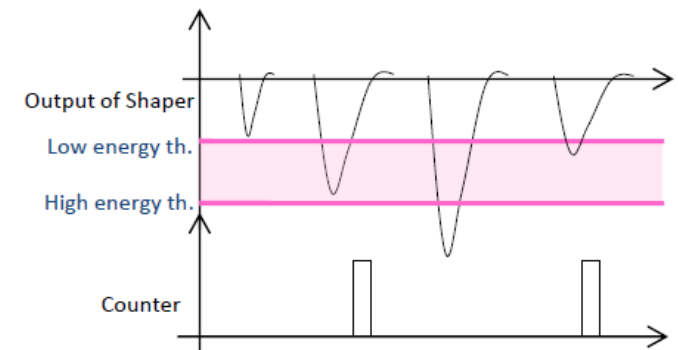 Output of Shaper
Low energy th.
High energy th.
Counter